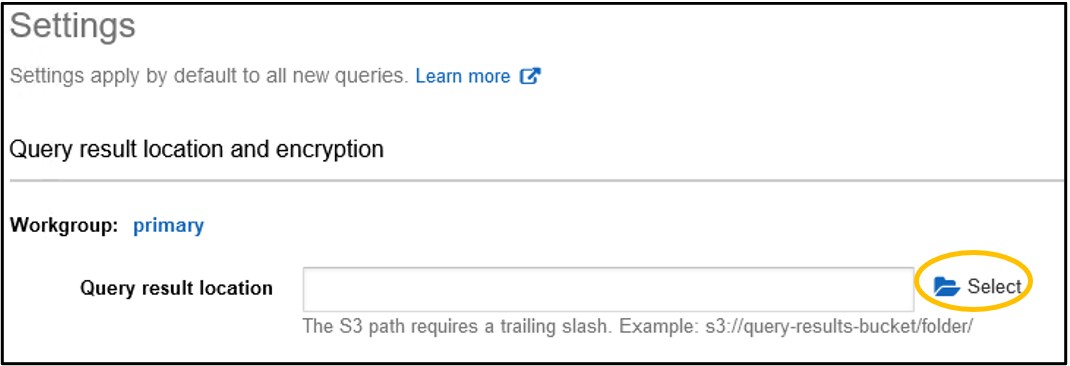 Settings
Settings apply by default to all new queries. Learn more
Query result location and encryption
Workgroup: primary
Query result location Select
The S3 path requires a trailing slash. Example: s3://query-results-bucket/folder/